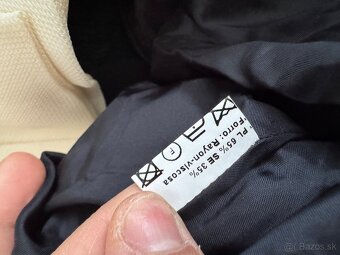 PL 65% SE 35%
Forro: Rayon-viscosa
F
bazos.sk